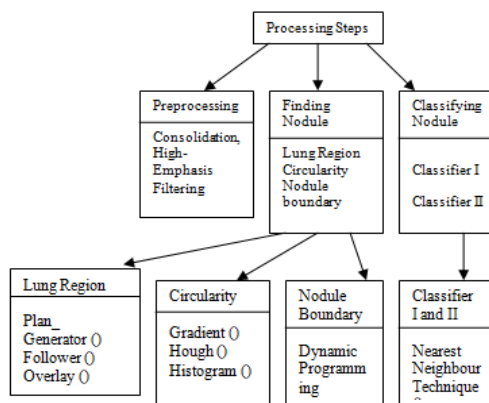 Processing Steps
Preprocessing
Consolidation,
High-
Emphasis
Filtering
Finding
Nodule
Lung Region
Circularity
Nodule
boundary
Classifying
Nodule
Classifier I
Classifier II
Lung Region
Plan_
Generator ()
Follower ()
Overlay ()
Circularity
Gradient ()
Hough ()
Histogram ()
Nodule
Boundary
Dynamic
Programm
ing
Classifier
I and II
Nearest
Neighbour
Technique